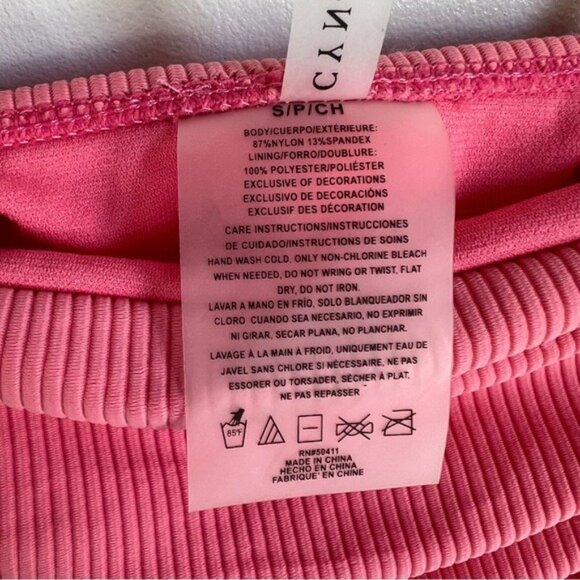 CYN
S/P/CH
BODY/CUERPO/EXTÉRIEURE:
87%NYLON 13%SPANDEX
LINING/FORRO/DOUBLURE:
100% POLYESTER/POLIÉSTER
EXCLUSIVE OF DECORATIONS
EXCLUSIVO DE DECORACIÓNS
EXCLUSIF DES DÉCORATION
CARE INSTRUCTIONS/INSTRUCCIONES
DE CUIDADO/INSTRUCTIONS DE SOINS
HAND WASH COLD, ONLY NON-CHLORINE BLEACH
WHEN NEEDED, DO NOT WRING OR TWIST, FLAT
DRY, DO NOT IRON.
LAVAR A MANO EN FRÍO, SOLO BLANQUEADOR SIN
CLORO CUANDO SEA NECESARIO, NO EXPRIMIR
NI GIRAR, SECAR PLANA, NO PLANCHAR.
LAVAGE À LA MAIN À FROID, UNIQUEMENT EAU DE
JAVEL SANS CHLORE SI NÉCESSAIRE, NE PAS
ESSORER OU TORSADER, SÉCHER À PLAT,
NE PAS REPASSER
85°F
RN#50411
MADE IN CHINA
HECHO EN CHINA
FABRIQUE EN CHINE